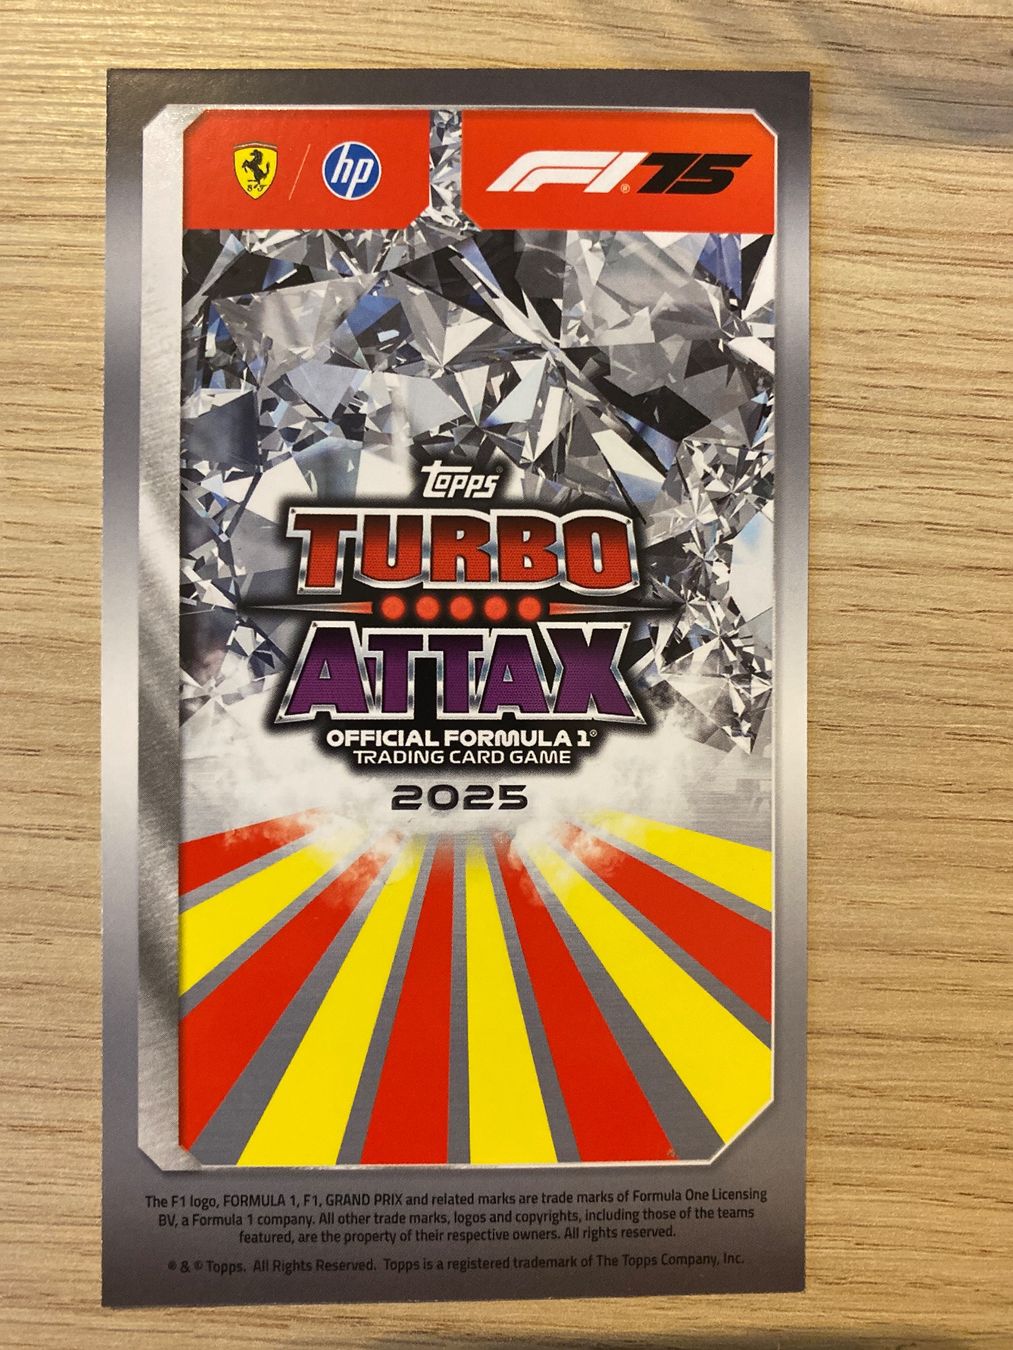 S F
hp
F1® 75
Topps®
TURBO
ATTAX
OFFICIAL FORMULA 1®
TRADING CARD GAME
2025
The F1 logo, FORMULA 1, F1, GRAND PRIX and related marks are trade marks of Formula One Licensing
BV, a Formula 1 company. All other trade marks, logos and copyrights, including those of the teams
featured, are the property of their respective owners. All rights reserved.
® & © Topps. All Rights Reserved. Topps is a registered trademark of The Topps Company, Inc.